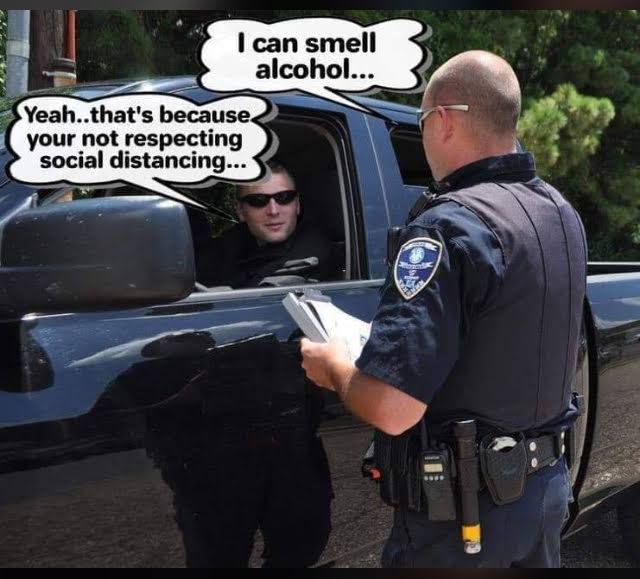 I can smell
alcohol...
Yeah..that's because
your not respecting
social distancing...